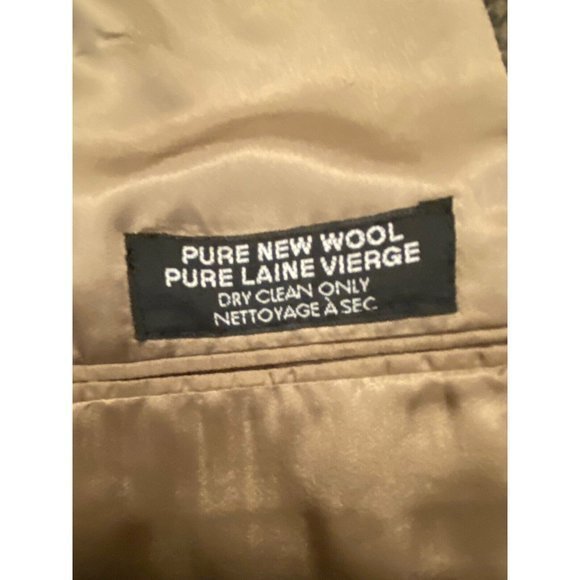 PURE NEW WOOL
PURE LAINE VIERGE
DRY CLEAN ONLY
NETTOYAGE À SEC